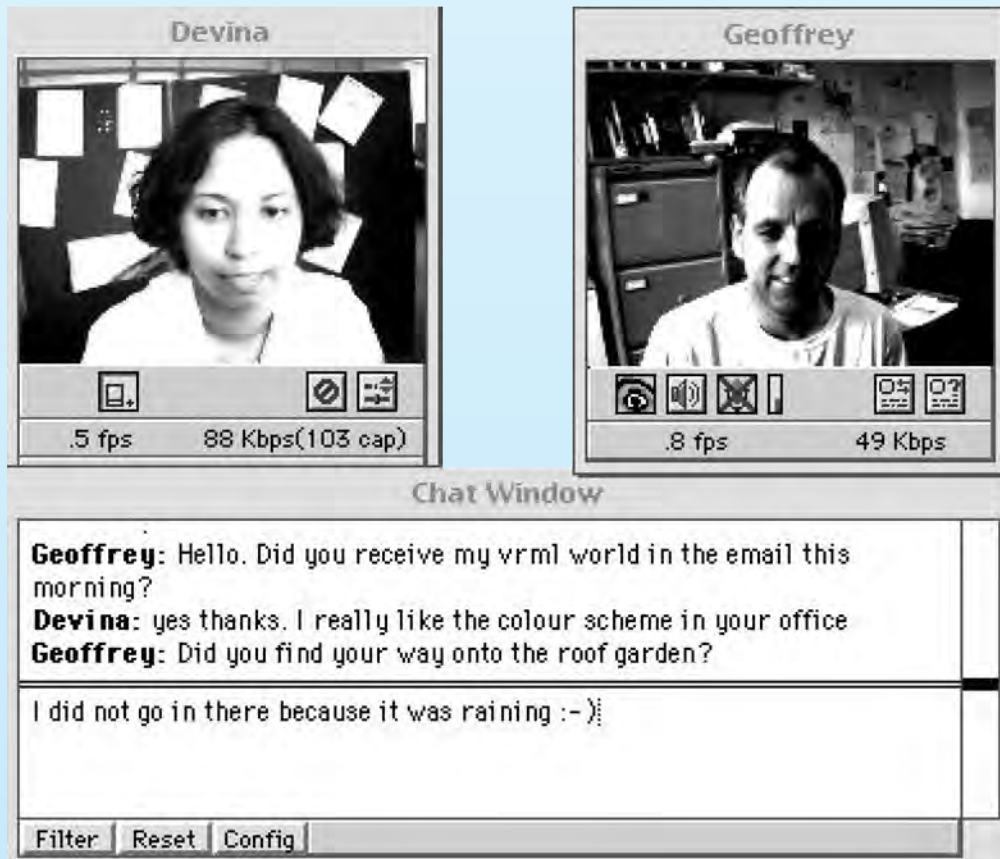 Devina
Geoffrey
.5 fps
88 Kbps(103 cap)
.8 fps
49 Kbps
Chat Window
Geoffrey: Hello. Did you receive my vrml world in the email this
morning?
Devina: yes thanks. I really like the colour scheme in your office
Geoffrey: Did you find your way onto the roof garden?
I did not go in there because it was raining :-)
Filter Reset Config